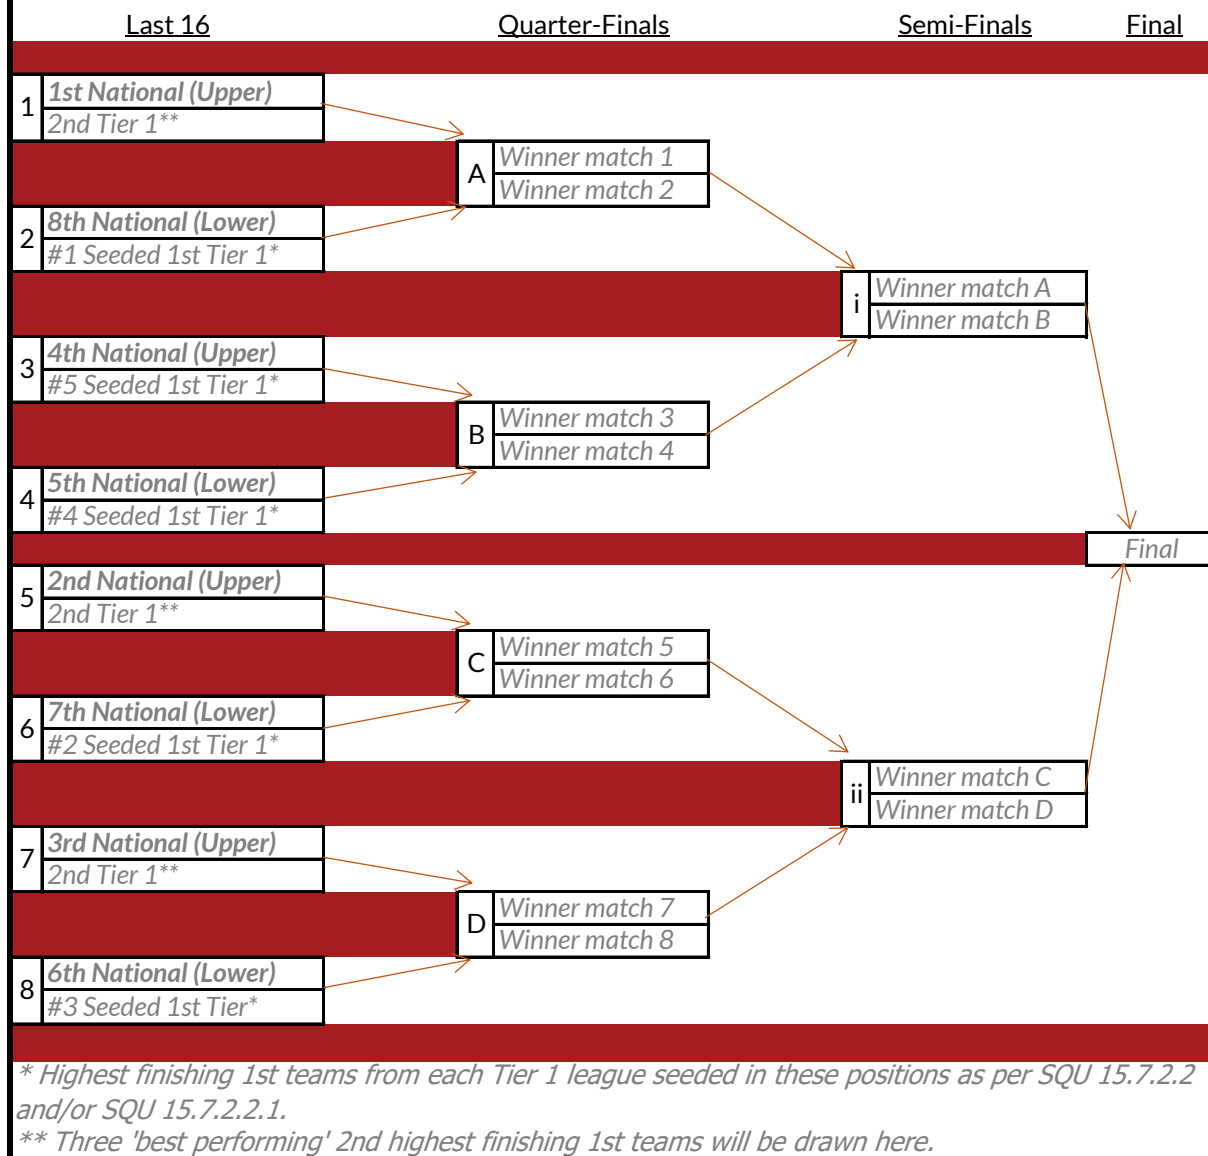 Last 16 Quarter-Finals Semi-Finals Final
1 1st National (Upper)
2nd Tier 1**
A Winner match 1
Winner match 2
2 8th National (Lower)
#1 Seeded 1st Tier 1*
i Winner match A
Winner match B
3 4th National (Upper)
#5 Seeded 1st Tier 1*
B Winner match 3
Winner match 4
4 5th National (Lower)
#4 Seeded 1st Tier 1*
Final
5 2nd National (Upper)
2nd Tier 1**
C Winner match 5
Winner match 6
6 7th National (Lower)
#2 Seeded 1st Tier 1*
ii Winner match C
Winner match D
7 3rd National (Upper)
2nd Tier 1**
D Winner match 7
Winner match 8
8 6th National (Lower)
#3 Seeded 1st Tier*
* Highest finishing 1st teams from each Tier 1 league seeded in these positions as per SQU 15.7.2.2
and/or SQU 15.7.2.2.1.
** Three 'best performing' 2nd highest finishing 1st teams will be drawn here.